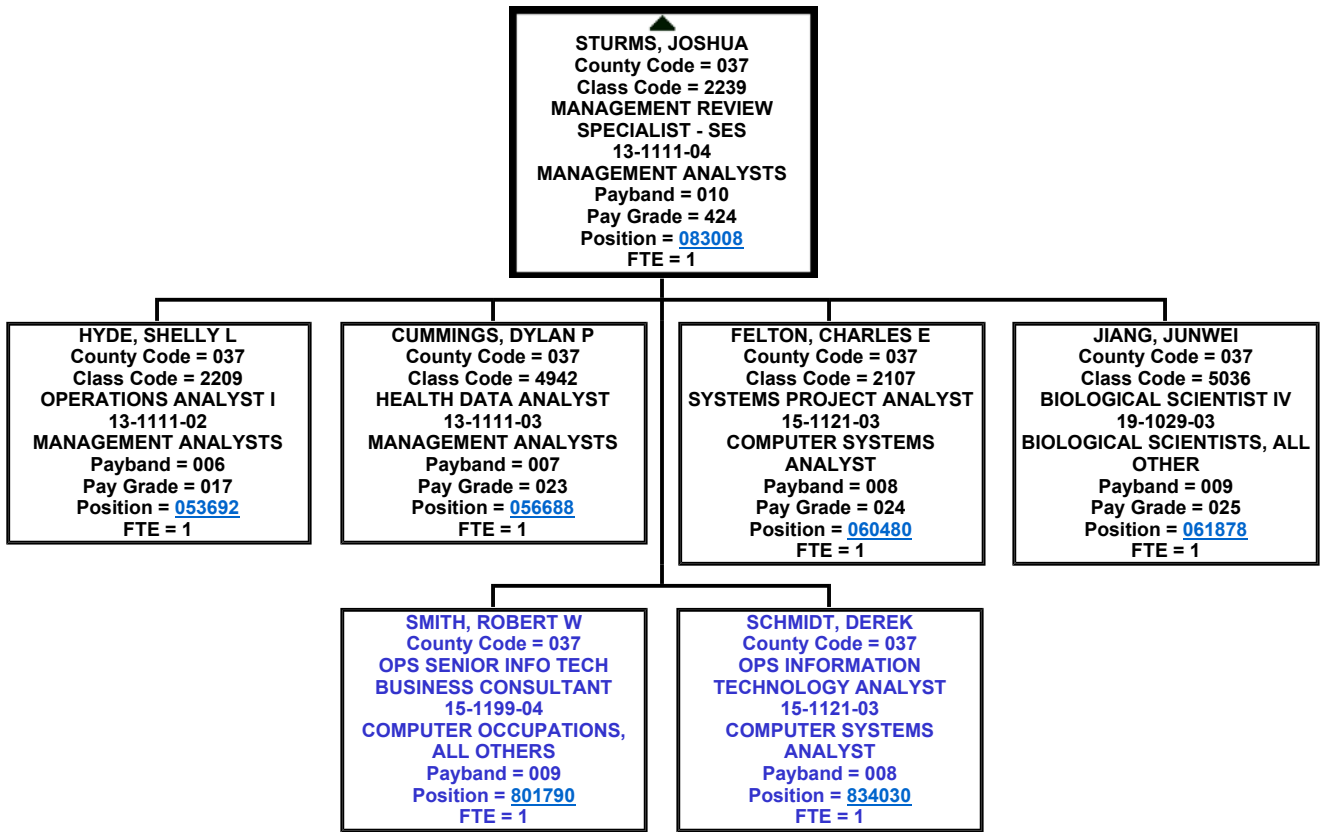 STURMS, JOSHUA
County Code = 037
Class Code = 2239
MANAGEMENT REVIEW
SPECIALIST - SES
13-1111-04
MANAGEMENT ANALYSTS
Payband = 010
Pay Grade = 424
Position = 083008
FTE = 1
HYDE, SHELLY L
County Code = 037
Class Code = 2209
OPERATIONS ANALYST I
13-1111-02
MANAGEMENT ANALYSTS
Payband = 006
Pay Grade = 017
Position = 053692
FTE = 1
CUMMINGS, DYLAN P
County Code = 037
Class Code = 4942
HEALTH DATA ANALYST
13-1111-03
MANAGEMENT ANALYSTS
Payband = 007
Pay Grade = 023
Position = 056688
FTE = 1
FELTON, CHARLES E
County Code = 037
Class Code = 2107
SYSTEMS PROJECT ANALYST
15-1121-03
COMPUTER SYSTEMS
ANALYST
Payband = 008
Pay Grade = 024
Position = 060480
FTE = 1
JIANG, JUNWEI
County Code = 037
Class Code = 5036
BIOLOGICAL SCIENTIST IV
19-1029-03
BIOLOGICAL SCIENTISTS, ALL
OTHER
Payband = 009
Pay Grade = 025
Position = 061878
FTE = 1
SMITH, ROBERT W
County Code = 037
OPS SENIOR INFO TECH
BUSINESS CONSULTANT
15-1199-04
COMPUTER OCCUPATIONS,
ALL OTHERS
Payband = 009
Position = 801790
FTE = 1
SCHMIDT, DEREK
County Code = 037
OPS INFORMATION
TECHNOLOGY ANALYST
15-1121-03
COMPUTER SYSTEMS
ANALYST
Payband = 008
Position = 834030
FTE = 1